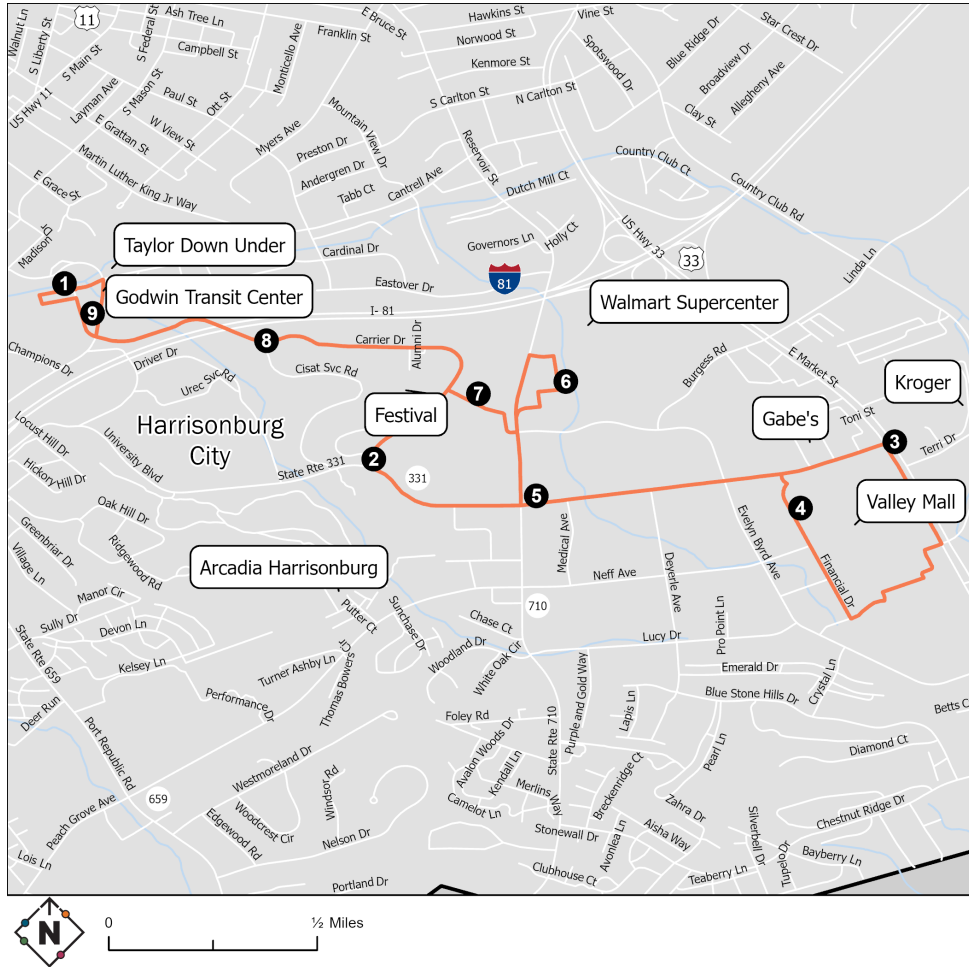 Walnut Ln
S Liberty St
11
S Federal St
Ash Tree Ln
Campbell St
Monticello Ave
E Bruce St
Franklin St
Hawkins St
Norwood St
Kenmore St
Vine St
Spotswood Dr
Blue Ridge Dr
Star Crest Dr
Broadview Dr
Allegheny Ave
Clay St
S Main St
US Hwy 11
Layman Ave
S Mason St
Paul St
Ott St
E Grattan St
W View St
Martin Luther King Jr Way
E Grace St
Myers Ave
Mountain View Dr
Preston Dr
Andergren Dr
Tabb Ct
Cantrell Ave
S Carlton St
N Carlton St
Reservoir St
Dutch Mill Ct
Country Club Ct
Country Club Rd
Madison Dr
Taylor Down Under
Godwin Transit Center
Cardinal Dr
Governors Ln
Holly Ct
US Hwy 33
33
Linda Ln
Eastover Dr
I- 81
81
Walmart Supercenter
1
9
8
Carrier Dr
Alumni Dr
Champions Dr
Driver Dr
Cisat Svc Rd
Urec Svc Rd
7
6
Burgess Rd
E Market St
Kroger
Festival
Gabe's
Toni St
Terri Dr
Harrisonburg
City
Locust Hill Dr
University Blvd
Hickory Hill Dr
State Rte 331
2
331
3
Valley Mall
5
4
Oak Hill Dr
Ridgewood Rd
Greenbriar Dr
Village Ln
Medical Ave
Evelyn Byrd Ave
Financial Dr
Arcadia Harrisonburg
Neff Ave
Deyerle Ave
Manor Cir
Sully Dr
Devon Ln
State Rte 659
Kelsey Ln
Putter Ct
Sunchase Dr
Chase Ct
710
Lucy Dr
Pro Point Ln
Turner Ashby Ln
Thomas Bowers Cir
Woodland Dr
White Oak Cir
Purple and Gold Way
Emerald Dr
Blue Stone Hills Dr
Crystal Ln
Performance Dr
Deer Run
Port Republic Rd
Foley Rd
State Rte 710
Lapis Ln
Pearl Ln
Diamond Ct
Avalon Woods Dr
Kendall Ln
Westmoreland Dr
Windsor Rd
659
Woodcrest Cir
Edgewood Rd
Nelson Dr
Camelot Ln
Merlins Way
Breckenridge Ct
Zahra Dr
Aisha Way
Silverbell Dr
Chestnut Ridge Dr
Peach Grove Ave
Lois Ln
Stonewall Dr
Avonlea Ln
Tupelo Dr
Bayberry Ln
Clubhouse Ct
Teaberry Ln
Portland Dr
N
0
½ Miles